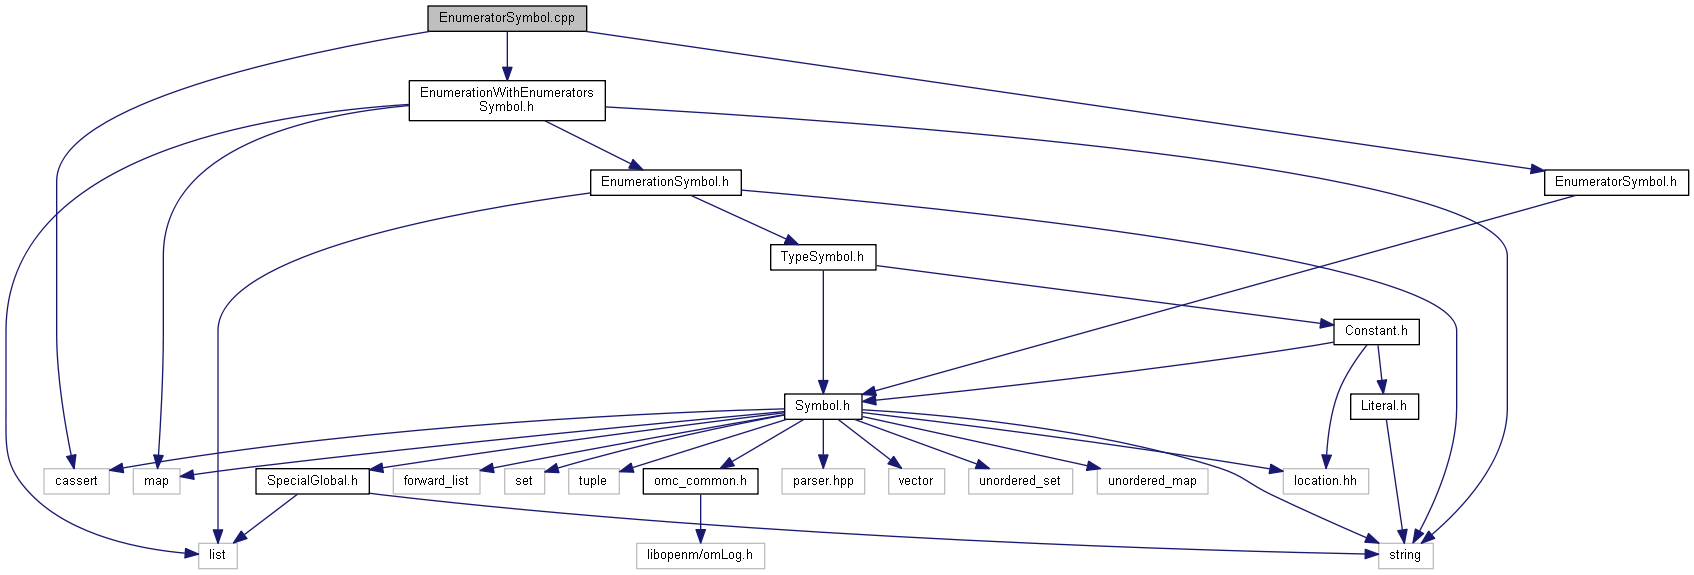 EnumeratorSymbol.cpp
EnumerationWithEnumerators
Symbol.h
EnumerationSymbol.h
EnumeratorSymbol.h
TypeSymbol.h
Constant.h
Symbol.h
Literal.h
cassert
map
SpecialGlobal.h
forward_list
set
tuple
omc_common.h
parser.hpp
vector
unordered_set
unordered_map
location.hh
list
libopenm/omLog.h
string